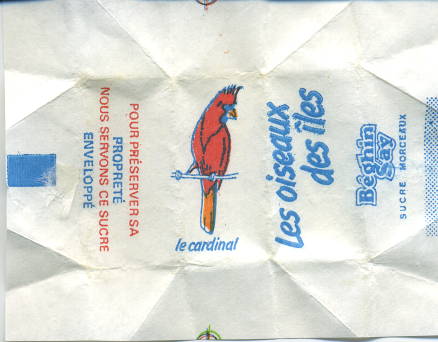 POUR PRÉSERVER SA
PROPRETÉ
NOUS SERVONS CE SUCRE
ENVELOPPÉ
le cardinal
Les oiseaux
des îles
Béghin
Say
SUCRE MORCEAUX